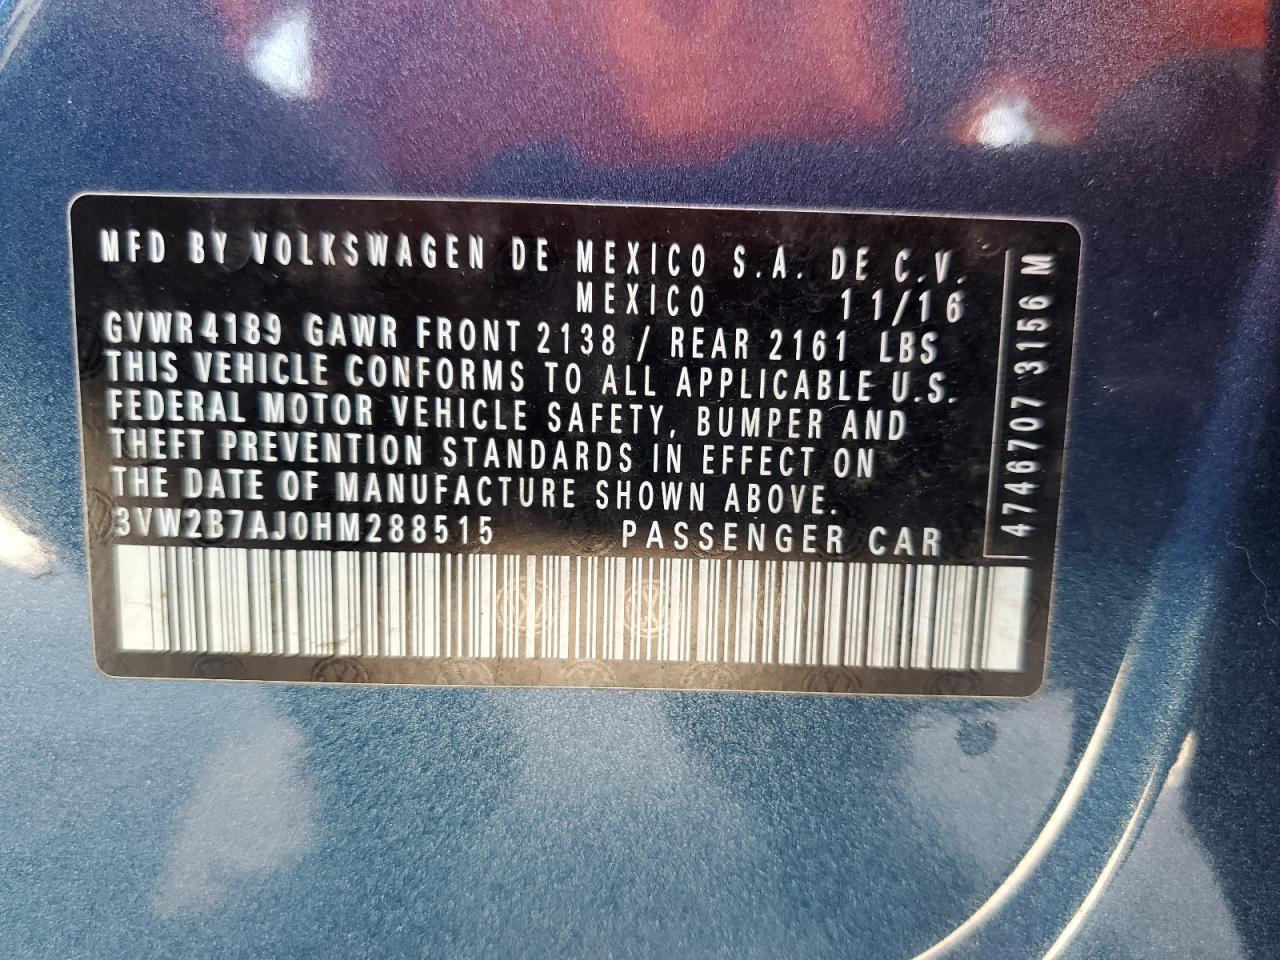 MFD BY VOLKSWAGEN DE MEXICO S.A. DE C.V.
MEXICO 11/16
GVWR 4189 GAWR FRONT 2138 / REAR 2161 LBS
THIS VEHICLE CONFORMS TO ALL APPLICABLE U.S.
FEDERAL MOTOR VEHICLE SAFETY, BUMPER AND
THEFT PREVENTION STANDARDS IN EFFECT ON
THE DATE OF MANUFACTURE SHOWN ABOVE.
3VW2B7AJ0HM288515 PASSENGER CAR
4746707 3156 M